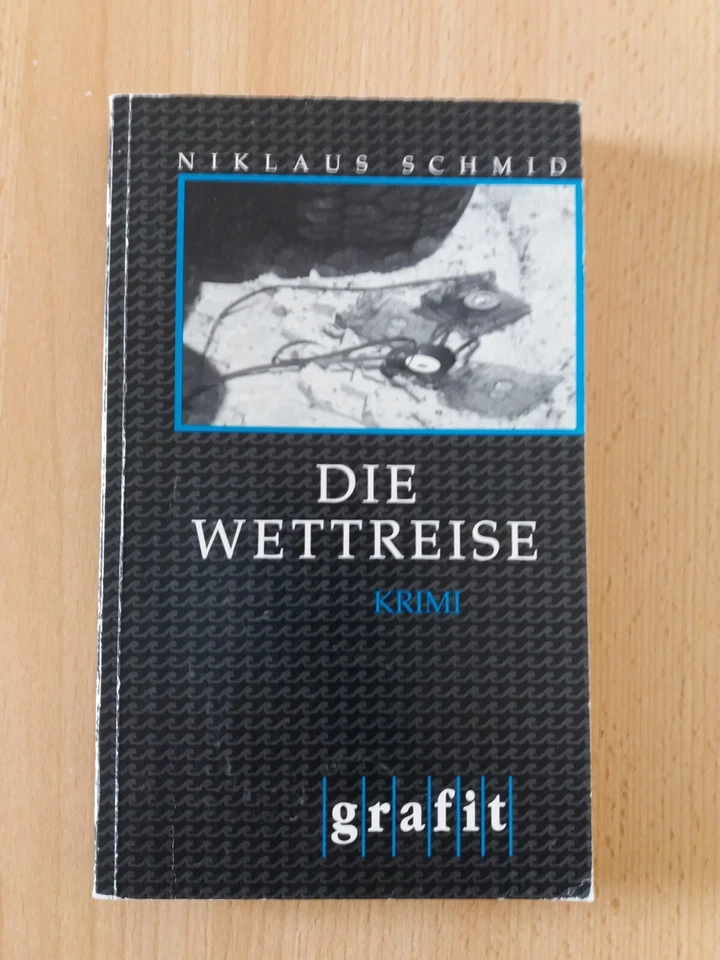 NIKLAUS SCHMID
DIE
WETTREISE
KRIMI
grafit